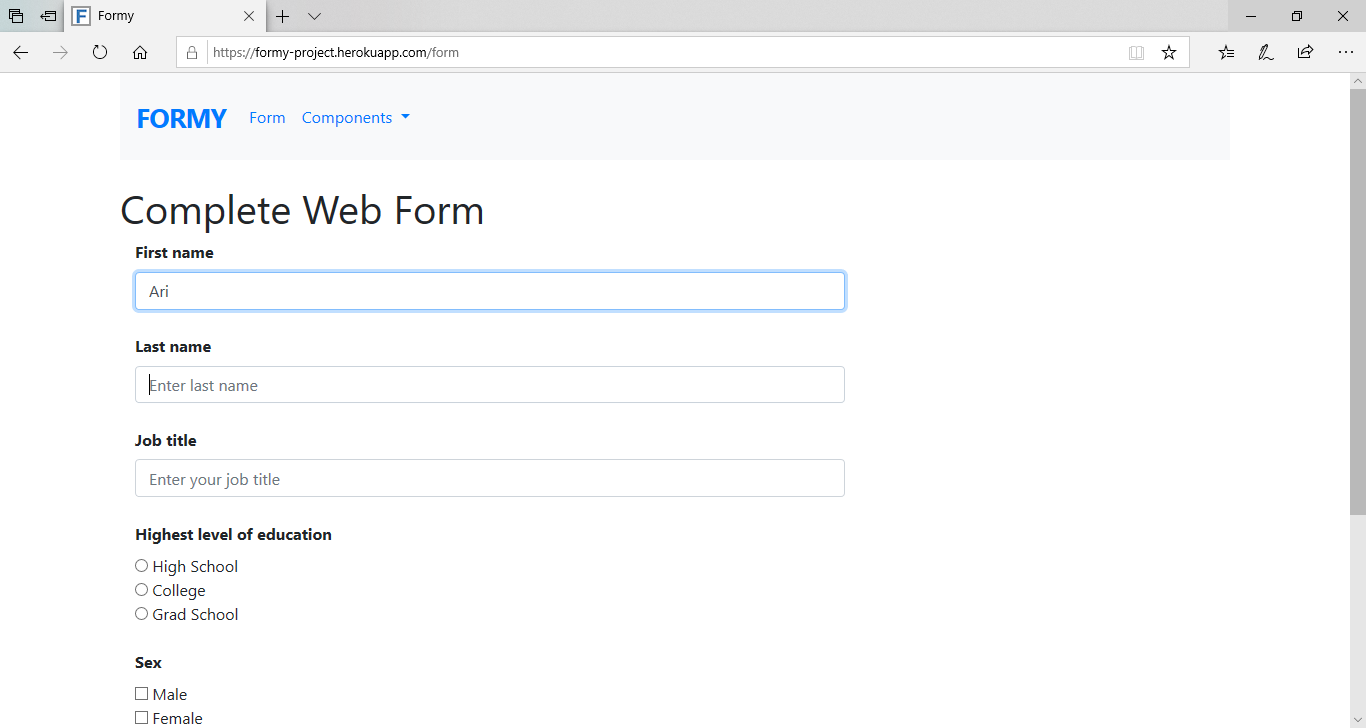 Formy
https://formy-project.herokuapp.com/form
FORMY Form Components
Complete Web Form
First name
Ari
Last name
Enter last name
Job title
Enter your job title
Highest level of education
High School
College
Grad School
Sex
Male
Female